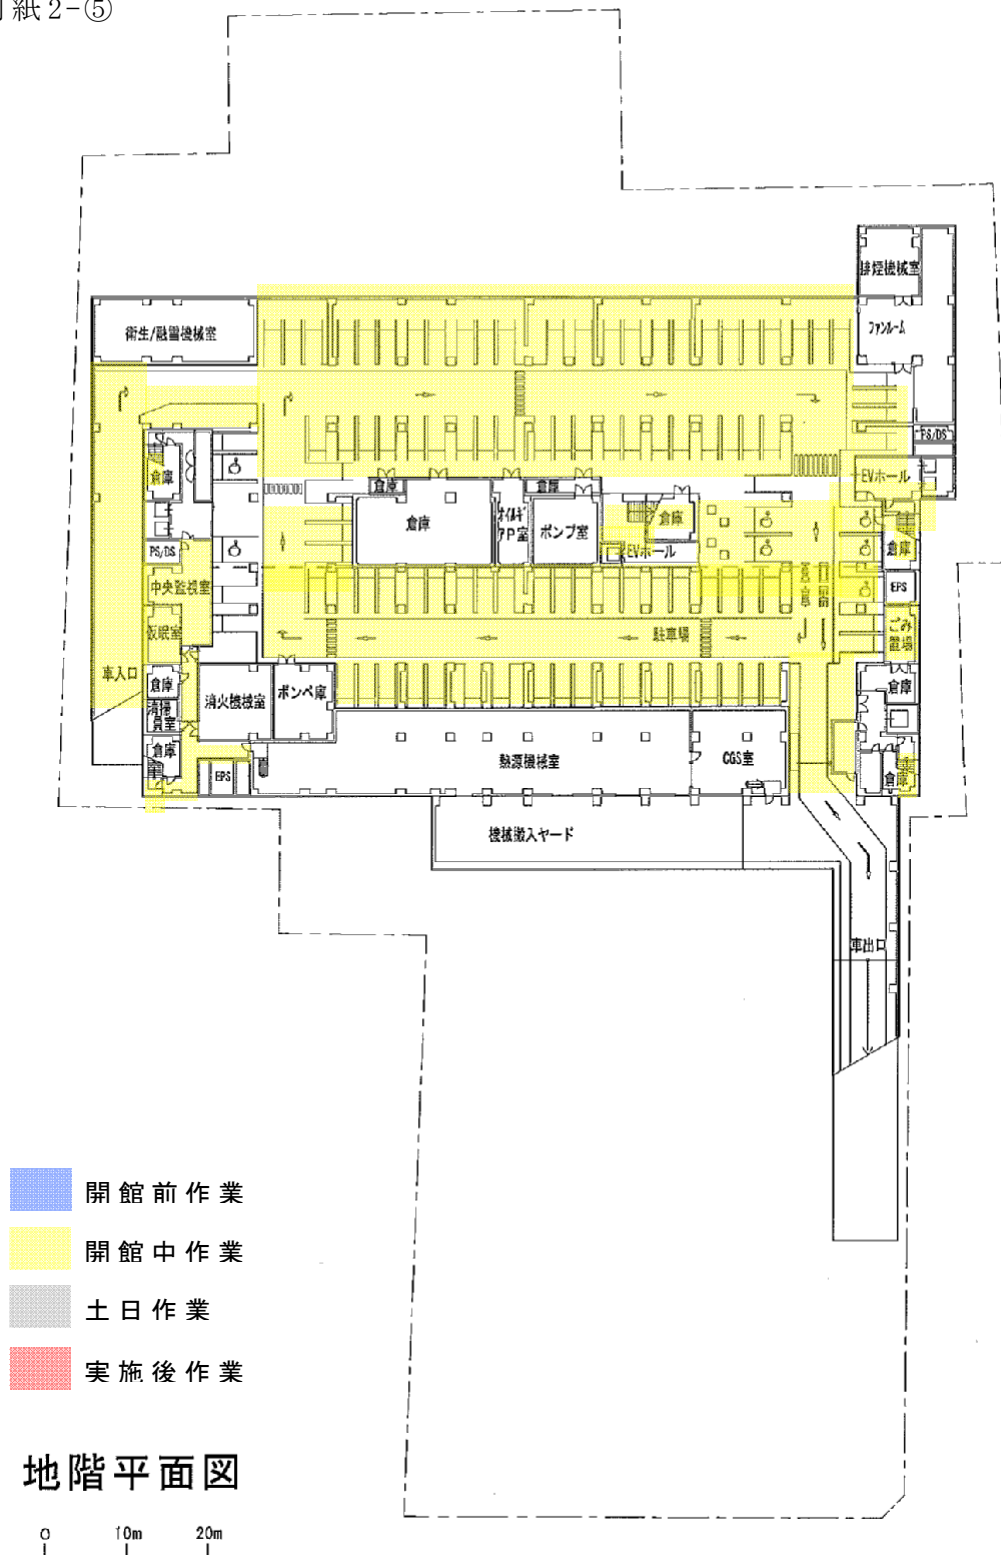 紙2-⑤
排煙機械室
衛生/融雪機械室
ファンルーム
PS/DS
倉庫
EVホール
倉庫
倉庫
倉庫
ポンプ室
倉庫
EVホール
倉庫
PS/DS
中央監視室
EPS
仮眠室
駐車場
ごみ
置場
車入口
倉庫
消火機械室
ボンベ庫
倉庫
清掃
員室
倉庫
熱源機械室
CGS室
EPS
倉庫
機械搬入ヤード
車出口
開館前作業
開館中作業
土日作業
実施後作業
地階平面図
0 10m 20m